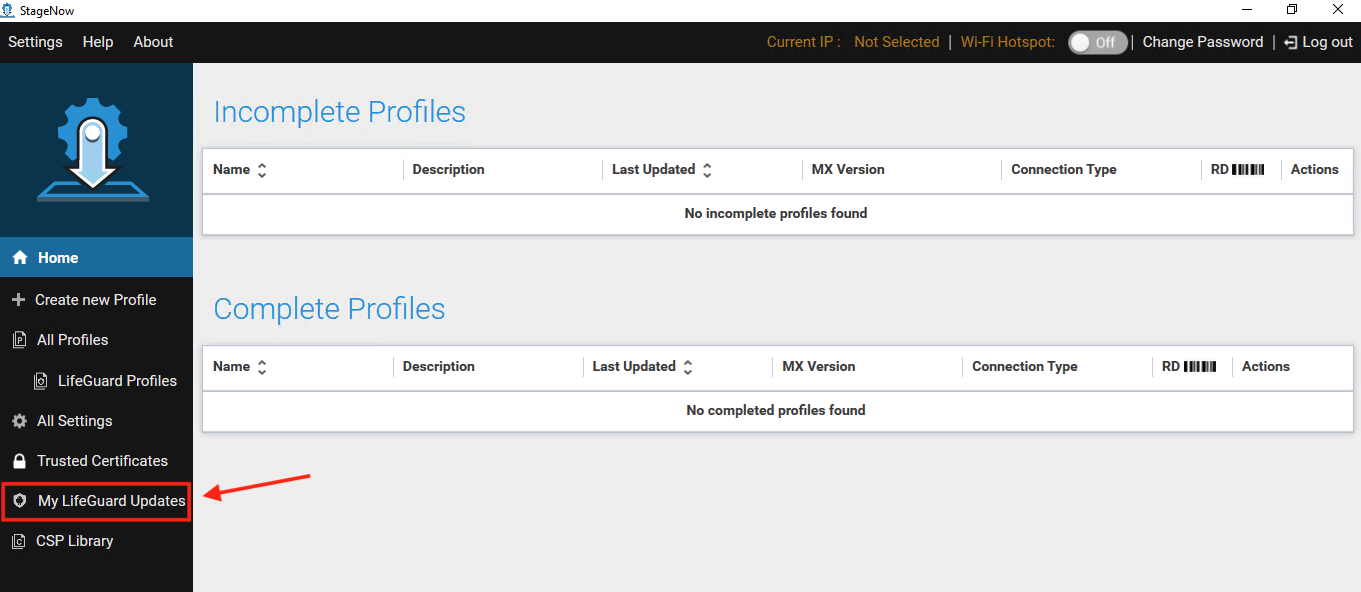 StageNow
Settings Help About Current IP : Not Selected | Wi-Fi Hotspot: Off | Change Password | Log out
Home
Create new Profile
All Profiles
LifeGuard Profiles
All Settings
Trusted Certificates
My LifeGuard Updates
CSP Library
Incomplete Profiles
Name Description Last Updated MX Version Connection Type RD Actions
No incomplete profiles found
Complete Profiles
Name Description Last Updated MX Version Connection Type RD Actions
No completed profiles found